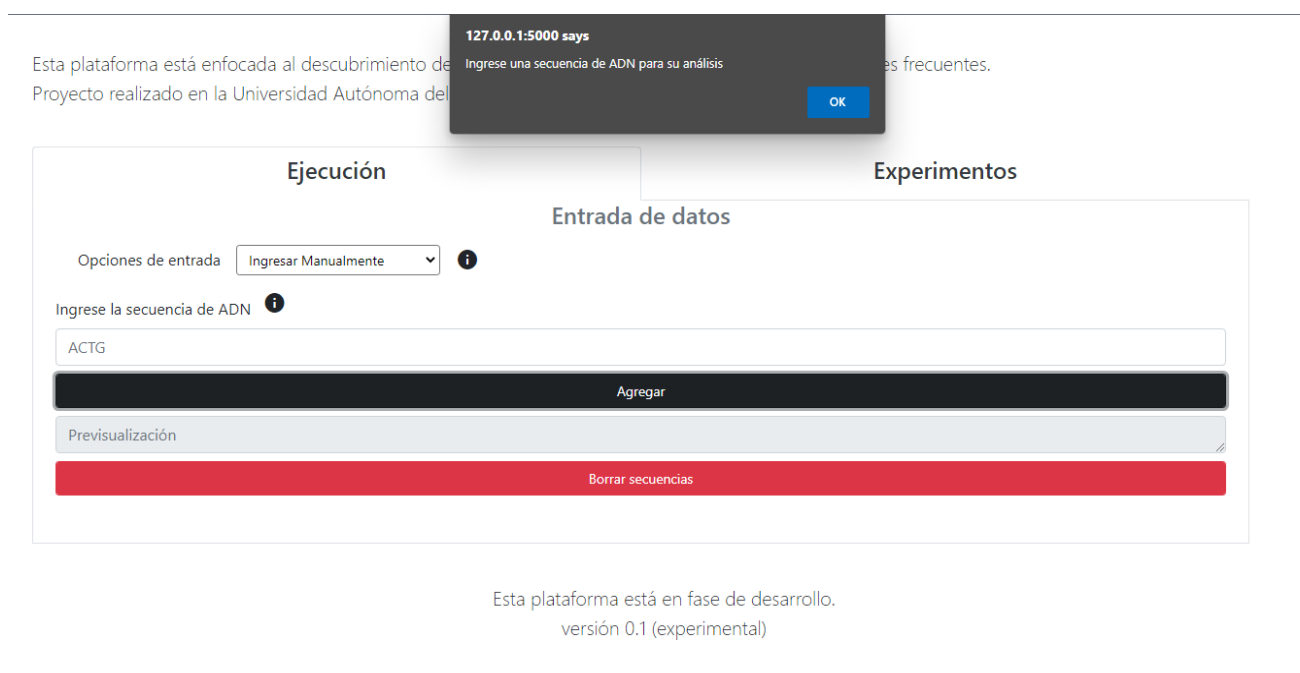 127.0.0.1:5000 says
Ingrese una secuencia de ADN para su análisis
OK
Esta plataforma está enfocada al descubrimiento de es frecuentes.
Proyecto realizado en la Universidad Autónoma del
Ejecución
Experimentos
Entrada de datos
Opciones de entrada Ingresar Manualmente
Ingrese la secuencia de ADN
ACTG
Agregar
Previsualización
Borrar secuencias
Esta plataforma está en fase de desarrollo.
versión 0.1 (experimental)